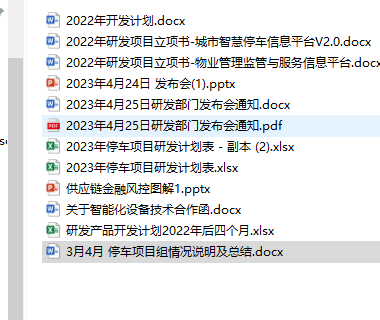 2022年开发计划.docx
2022年研发项目立项书-城市智慧停车信息平台V2.0.docx
2022年研发项目立项书-物业管理监管与服务信息平台.docx
2023年4月24日 发布会(1).pptx
2023年4月25日研发部门发布会通知.docx
2023年4月25日研发部门发布会通知.pdf
2023年停车项目研发计划表 - 副本 (2).xlsx
2023年停车项目研发计划表.xlsx
供应链金融风控图解1.pptx
关于智能化设备技术合作函.docx
研发产品开发计划2022年后四个月.xlsx
3月4月 停车项目组情况说明及总结.docx